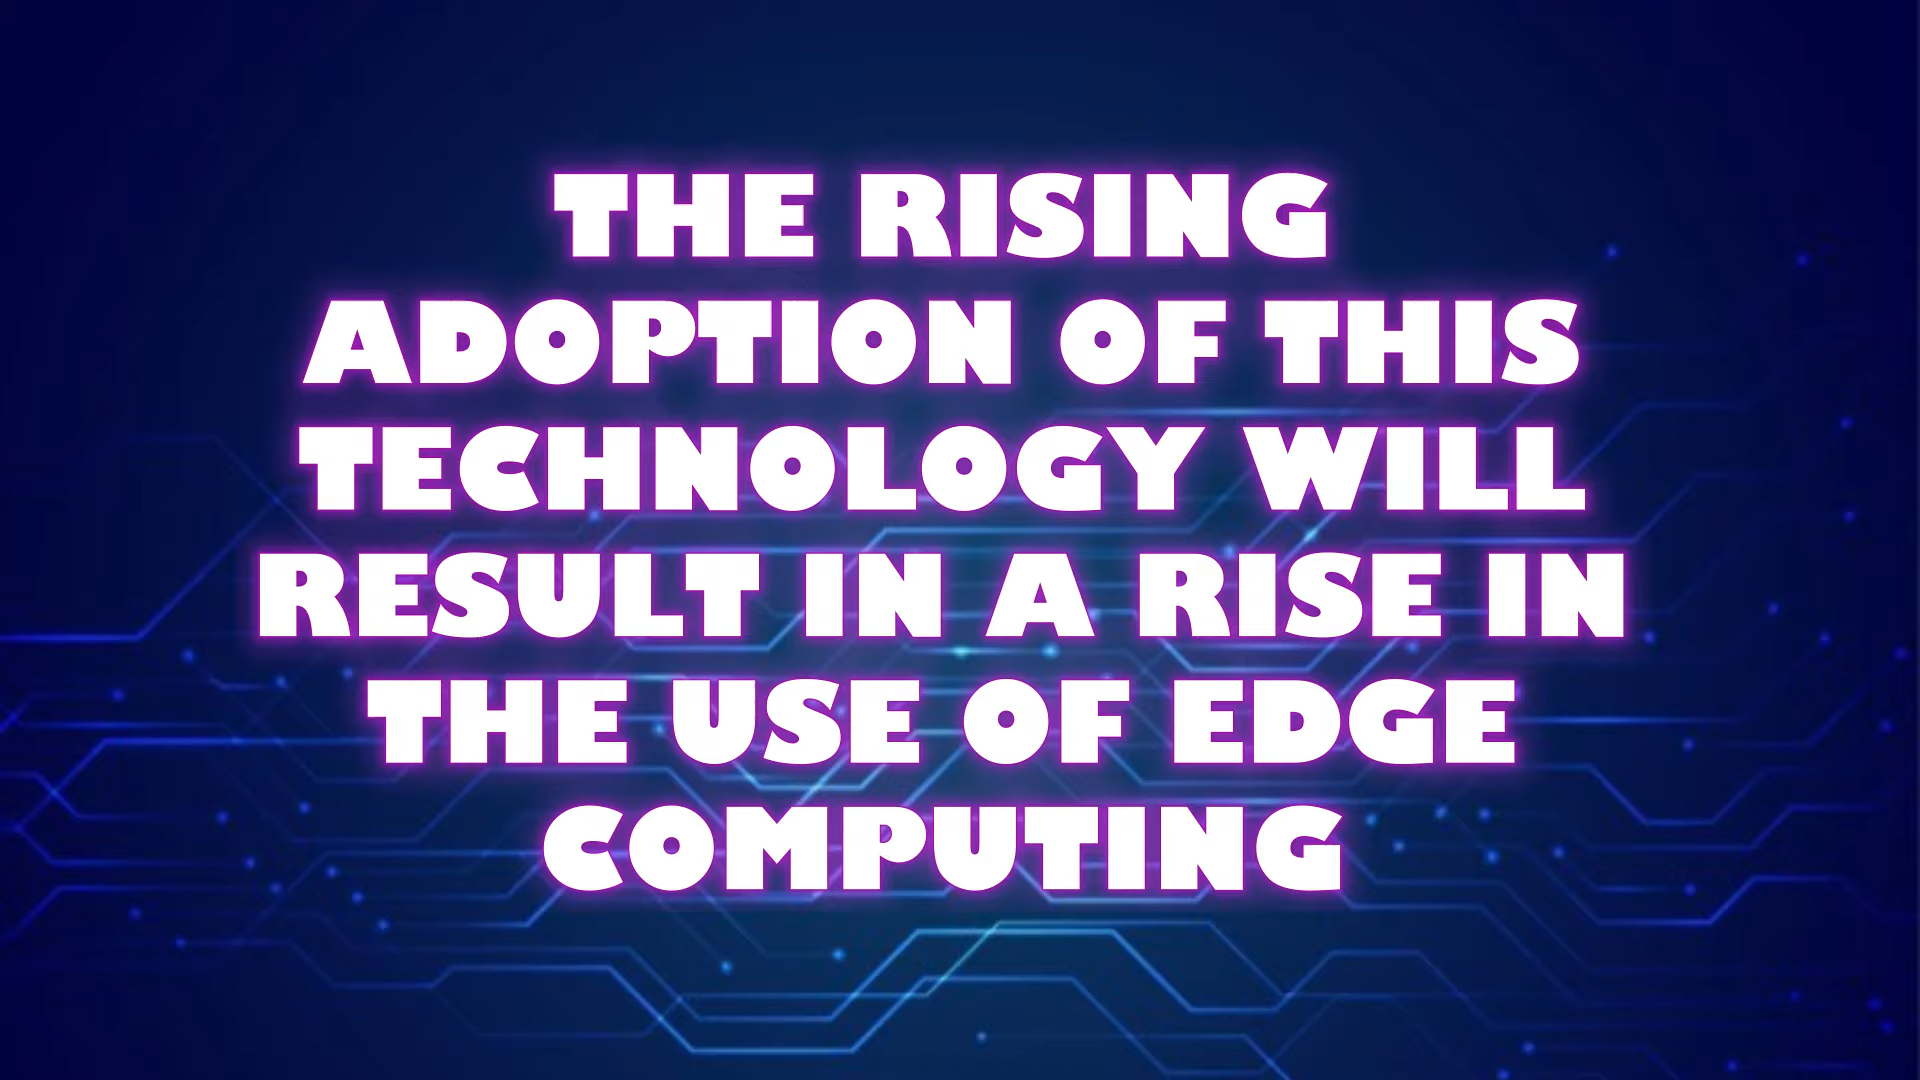 THE RISING
ADOPTION OF THIS
TECHNOLOGY WILL
RESULT IN A RISE IN
THE USE OF EDGE
COMPUTING